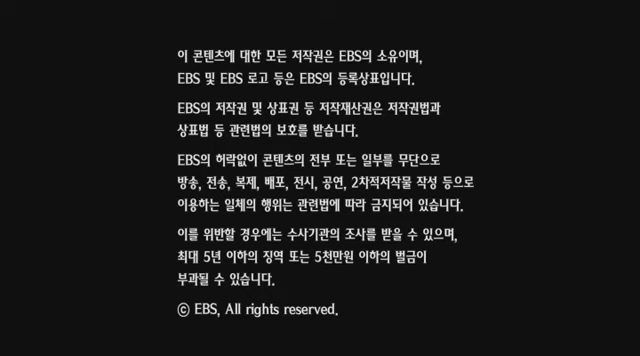 이 콘텐츠에 대한 모든 저작권은 EBS의 소유이며,
EBS 및 EBS 로고 등은 EBS의 등록상표입니다.
EBS의 저작권 및 상표권 등 저작재산권은 저작권법과
상표법 등 관련법의 보호를 받습니다.
EBS의 허락없이 콘텐츠의 전부 또는 일부를 무단으로
방송, 전송, 복제, 배포, 전시, 공연, 2차적저작물 작성 등으로
이용하는 일체의 행위는 관련법에 따라 금지되어 있습니다.
이를 위반할 경우에는 수사기관의 조사를 받을 수 있으며,
최대 5년 이하의 징역 또는 5천만원 이하의 벌금이
부과될 수 있습니다.
© EBS, All rights reserved.